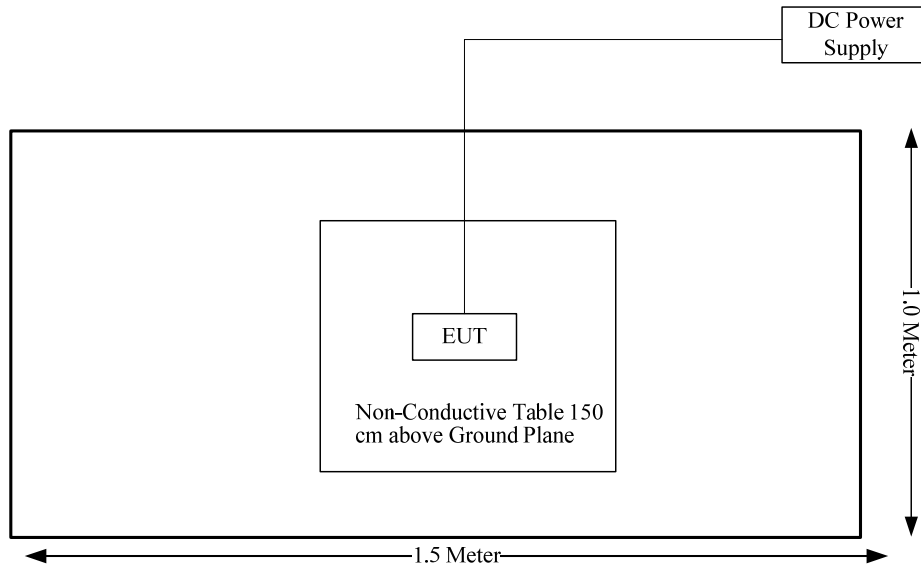 DC Power
Supply
EUT
Non-Conductive Table 150
cm above Ground Plane
1.0 Meter
1.5 Meter